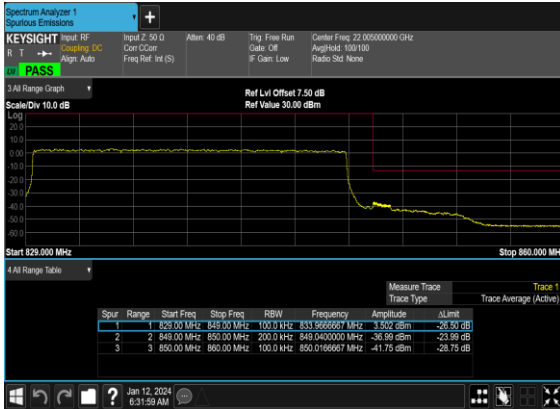 Spectrum Analyzer 1
Spurious Emissions
+
KEYSIGHT Input: RF Input Z: 50 Ω Atten: 40 dB Trig: Free Run Center Freq: 22.005000000 GHz
R T Coupling: DC Corr CCorr Gate: Off Avg|Hold: 100/100
Align: Auto Freq Ref: Int (S) IF Gain: Low Radio Std: None
PASS
3 All Range Graph
Ref Lvl Offset 7.50 dB
Scale/Div 10.0 dB Ref Value 30.00 dBm
Log
20.0
10.0
0.00
-10.0
-20.0
-30.0
-40.0
-50.0
-60.0
Start 829.000 MHz Stop 860.000 MH
4 All Range Table
Measure Trace Trace 1
Trace Type Trace Average (Active)
Spur Range Start Freq Stop Freq RBW Frequency Amplitude ΔLimit
1 1 829.00 MHz 849.00 MHz 100.0 kHz 833.9666667 MHz 3.502 dBm -26.50 dB
2 2 849.00 MHz 850.00 MHz 200.0 kHz 849.0400000 MHz -36.99 dBm -23.99 dB
3 3 850.00 MHz 860.00 MHz 100.0 kHz 850.0166667 MHz -41.75 dBm -28.75 dB
? Jan 12, 2024
6:31:59 AM